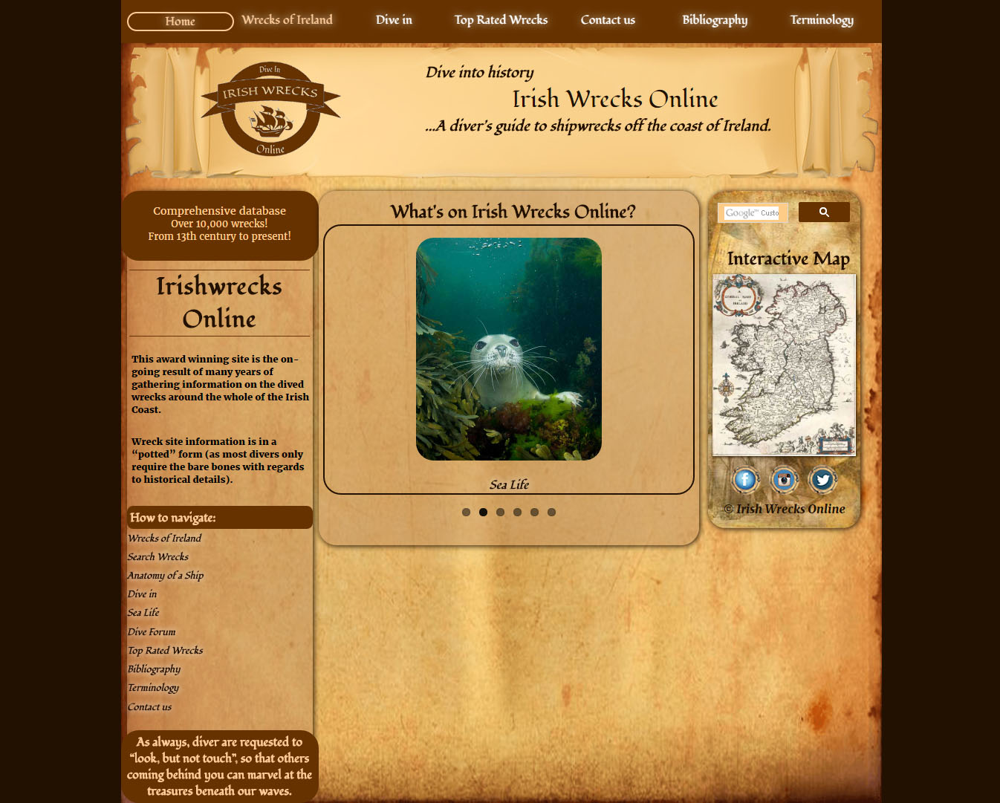 Home
Wrecks of Ireland
Dive in
Top Rated Wrecks
Contact us
Bibliography
Terminology
Dive In
IRISH WRECKS
Online
Dive into history
Irish Wrecks Online
...A diver's guide to shipwrecks off the coast of Ireland.
Comprehensive database
Over 10,000 wrecks!
From 13th century to present!
Irishwrecks
Online
This award winning site is the on-
going result of many years of
gathering information on the dived
wrecks around the whole of the Irish
Coast.
Wreck site information is in a
“potted” form (as most divers only
require the bare bones with regards
to historical details).
How to navigate:
Wrecks of Ireland
Search Wrecks
Anatomy of a Ship
Dive in
Sea Life
Dive Forum
Top Rated Wrecks
Bibliography
Terminology
Contact us
As always, diver are requested to
“look, but not touch”, so that others
coming behind you can marvel at the
treasures beneath our waves.
What's on Irish Wrecks Online?
Sea Life
Google™ Custo
Interactive Map
A
GENERAL MAPP
OF
IRELAND
© Irish Wrecks Online